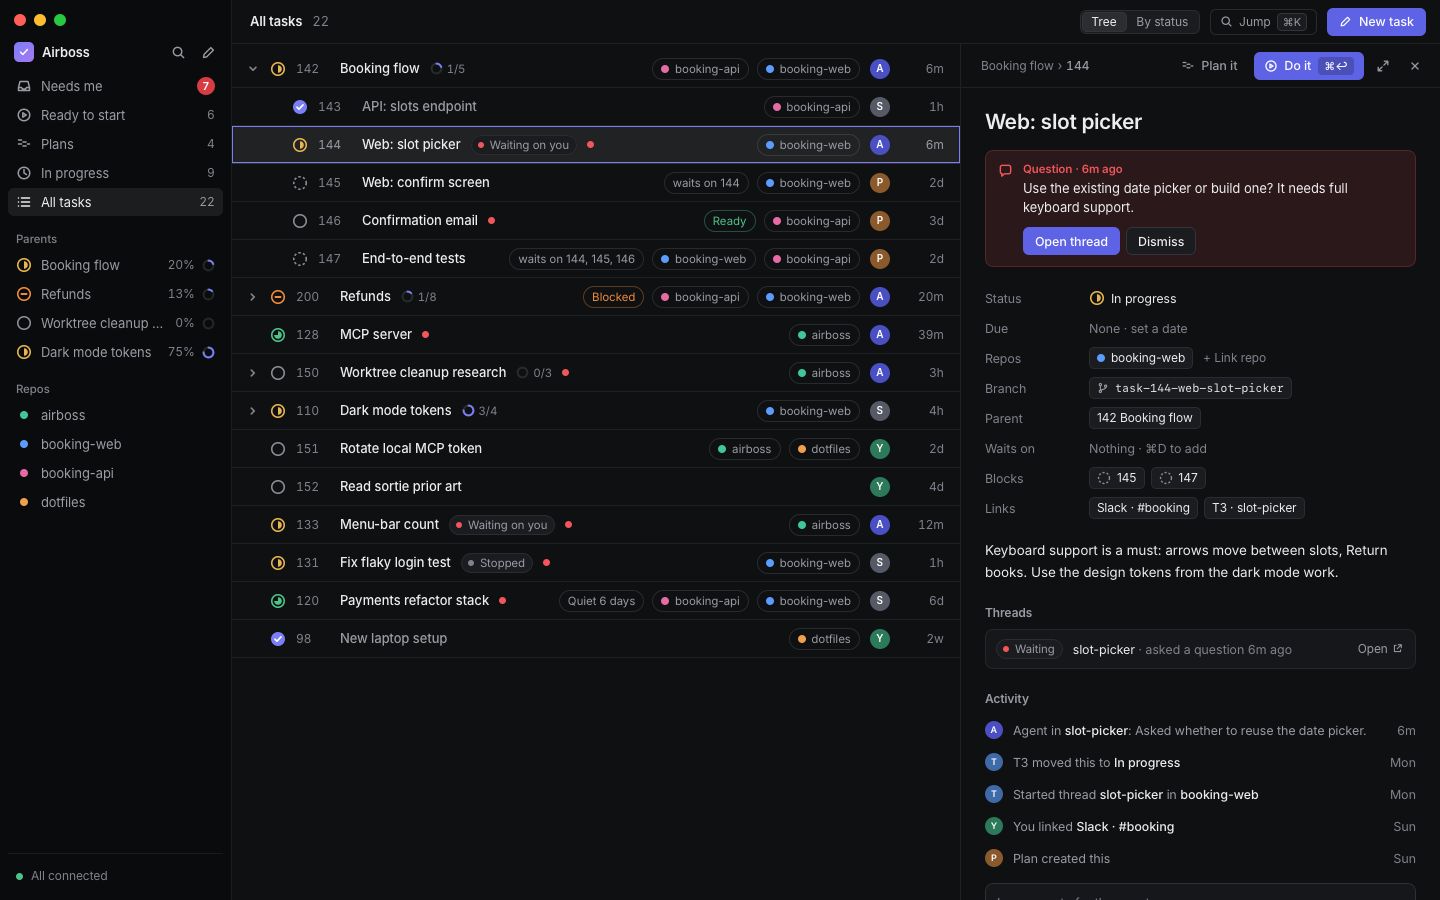 Airboss
Needs me 7
Ready to start 6
Plans 4
In progress 9
All tasks 22
Parents
Booking flow 20%
Refunds 13%
Worktree cleanup ... 0%
Dark mode tokens 75%
Repos
airboss
booking-web
booking-api
dotfiles
All connected
All tasks 22
Tree By status Jump ⌘K New task
142 Booking flow 1/5 booking-api booking-web A 6m
143 API: slots endpoint booking-api S 1h
144 Web: slot picker Waiting on you booking-web A 6m
145 Web: confirm screen waits on 144 booking-web P 2d
146 Confirmation email Ready booking-api P 3d
147 End-to-end tests waits on 144, 145, 146 booking-web booking-api P 2d
200 Refunds 1/8 Blocked booking-api booking-web A 20m
128 MCP server airboss A 39m
150 Worktree cleanup research 0/3 airboss A 3h
110 Dark mode tokens 3/4 booking-web S 4h
151 Rotate local MCP token airboss dotfiles Y 2d
152 Read sortie prior art Y 4d
133 Menu-bar count Waiting on you airboss A 12m
131 Fix flaky login test Stopped booking-web S 1h
120 Payments refactor stack Quiet 6 days booking-api booking-web S 6d
98 New laptop setup dotfiles Y 2w
Booking flow › 144 Plan it Do it ⌘↩
Web: slot picker
Question · 6m ago
Use the existing date picker or build one? It needs full
keyboard support.
Open thread Dismiss
Status In progress
Due None · set a date
Repos booking-web + Link repo
Branch task-144-web-slot-picker
Parent 142 Booking flow
Waits on Nothing · ⌘D to add
Blocks 145 147
Links Slack · #booking T3 · slot-picker
Keyboard support is a must: arrows move between slots, Return
books. Use the design tokens from the dark mode work.
Threads
Waiting slot-picker · asked a question 6m ago Open
Activity
A Agent in slot-picker: Asked whether to reuse the date picker. 6m
T T3 moved this to In progress Mon
T Started thread slot-picker in booking-web Mon
Y You linked Slack · #booking Sun
P Plan created this Sun